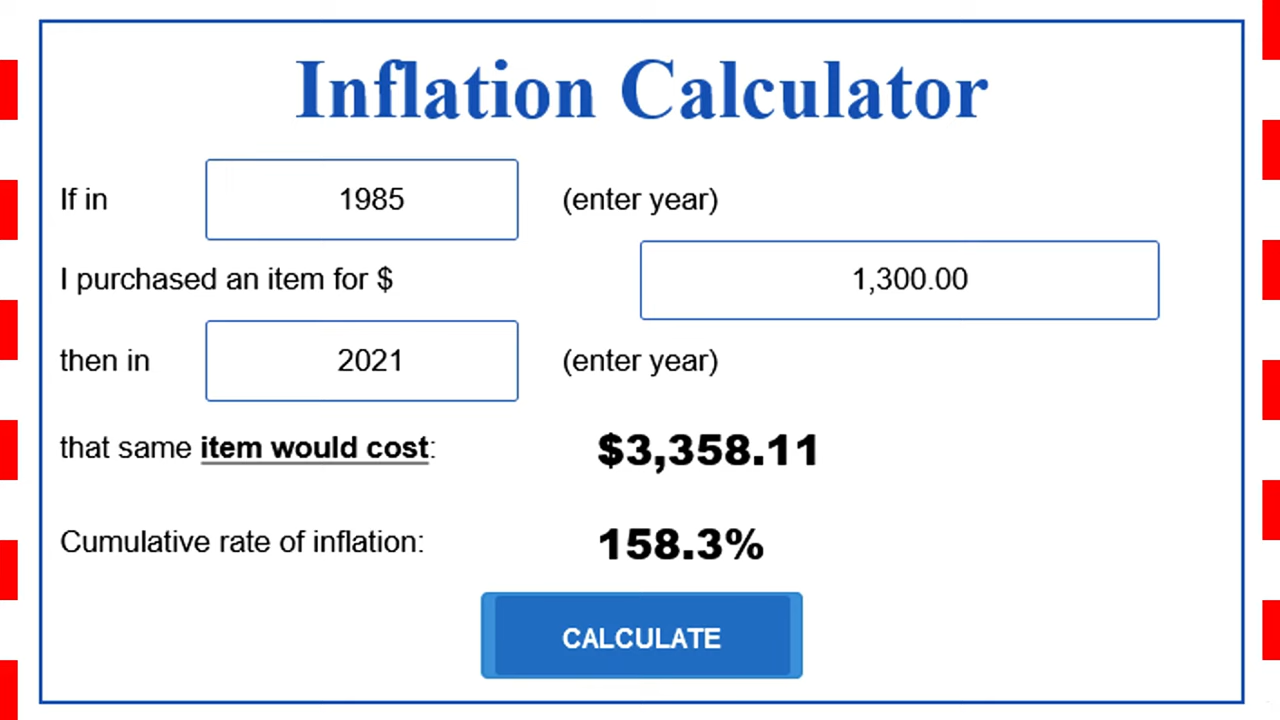 Inflation Calculator
If in 1985 (enter year)
I purchased an item for $ 1,300.00
then in 2021 (enter year)
that same item would cost: $3,358.11
Cumulative rate of inflation: 158.3%
CALCULATE